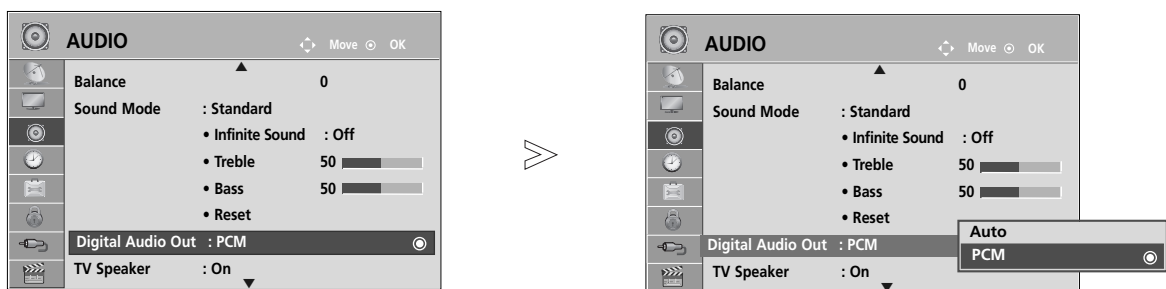 AUDIO
Move OK
Balance 0
Sound Mode : Standard
• Infinite Sound : Off
• Treble 50
• Bass 50
• Reset
Digital Audio Out : PCM
TV Speaker : On
AUDIO
Move OK
Balance 0
Sound Mode : Standard
• Infinite Sound : Off
• Treble 50
• Bass 50
• Reset
Digital Audio Out : PCM
TV Speaker : On
Auto
PCM